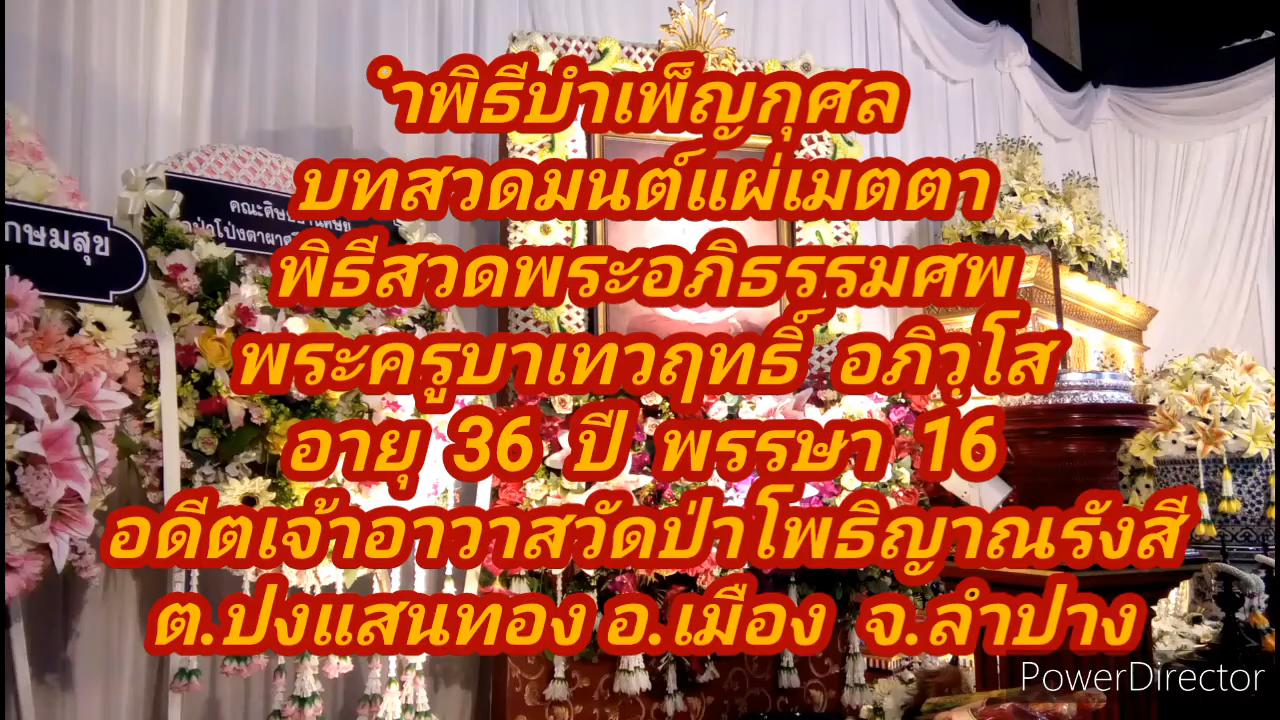 ำพิธีบำเพ็ญกุศล
บทสวดมนต์แผ่เมตตา
พิธีสวดพระอภิธรรมศพ
พระครูบาเทวฤทธิ์ อภิวํโส
อายุ 36 ปี พรรษา 16
อดีตเจ้าอาวาสวัดป่าโพธิญาณรังสี
ต.ปงแสนทอง อ.เมือง จ.ลำปาง
กษมสุข
PowerDirector